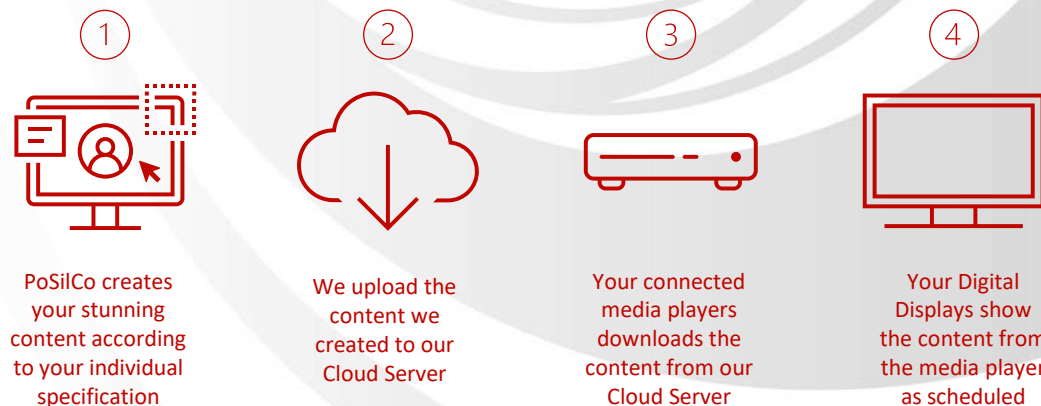 1
2
3
4
PoSilCo creates
your stunning
content according
to your individual
specification
We upload the
content we
created to our
Cloud Server
Your connected
media players
downloads the
content from our
Cloud Server
Your Digital
Displays show
the content from
the media player
as scheduled